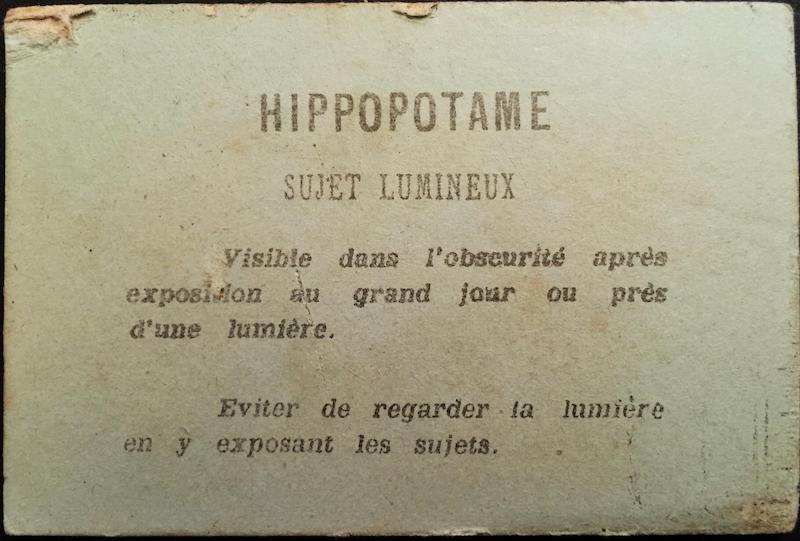 HIPPOPOTAME
SUJET LUMINEUX
Visible dans l'obscurité après
exposition au grand jour ou près
d'une lumière.
Eviter de regarder la lumière
en y exposant les sujets.